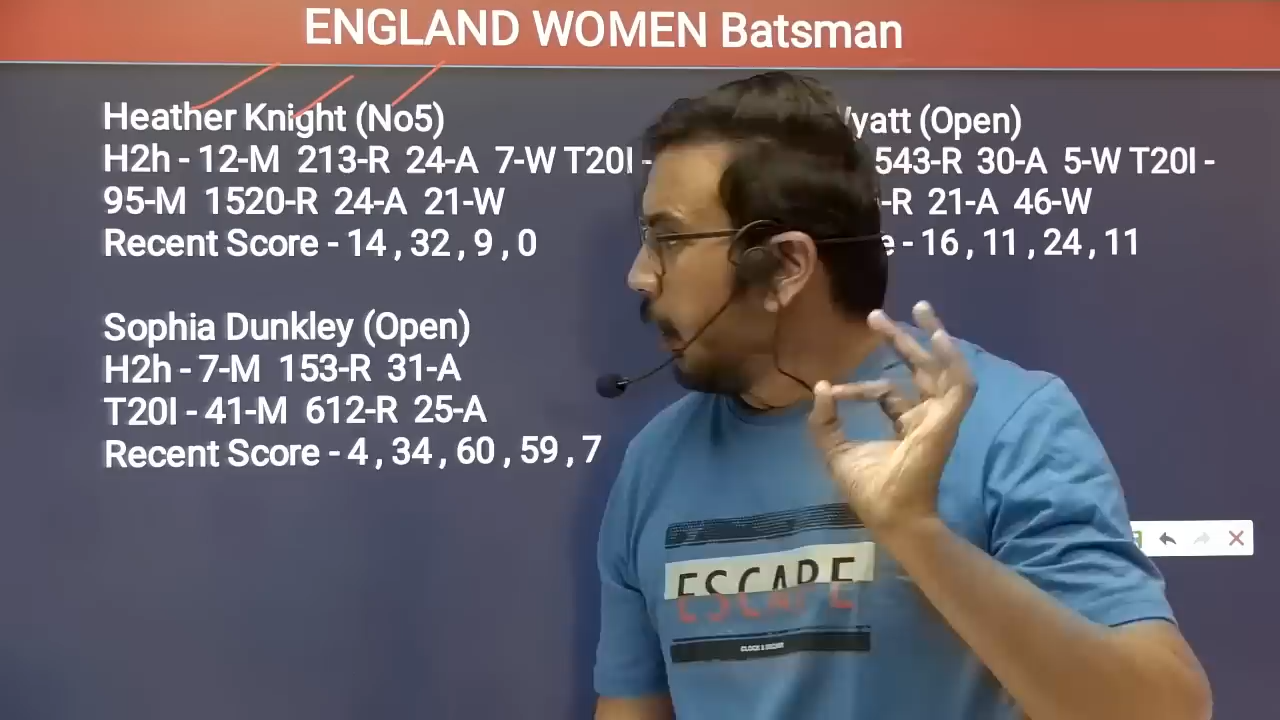 ENGLAND WOMEN Batsman
Heather Knight (No5)
H2h - 12-M 213-R 24-A 7-W T20I -
95-M 1520-R 24-A 21-W
Recent Score - 14 , 32 , 9 , 0
Sophia Dunkley (Open)
H2h - 7-M 153-R 31-A
T20I - 41-M 612-R 25-A
Recent Score - 4 , 34 , 60 , 59 , 7
(Open)
543-R 30-A 5-W T20I -
-R 21-A 46-W
- 16 , 11 , 24 , 11
ESCAPE